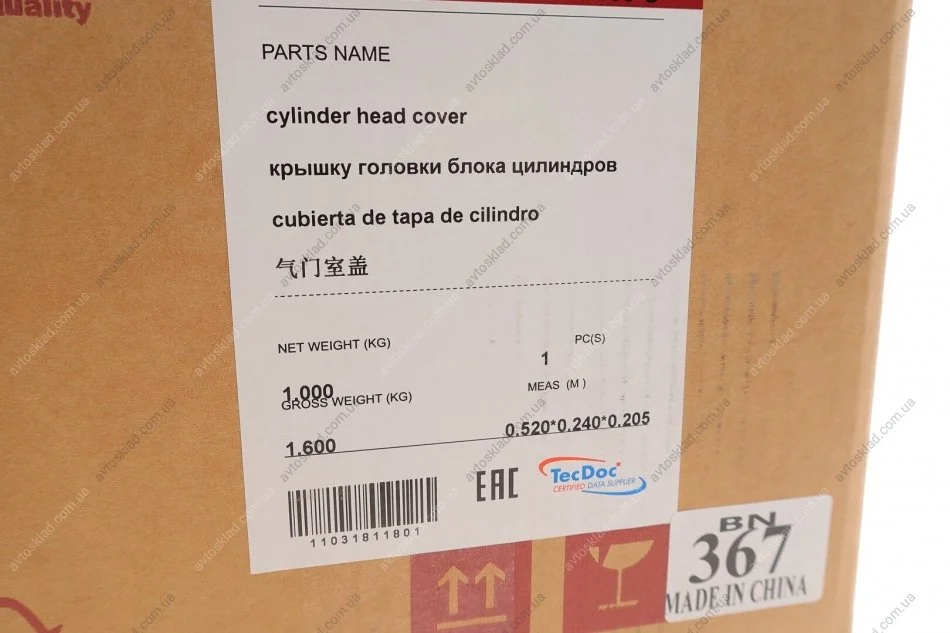 uality
PARTS NAME
cylinder head cover
крышку головки блока цилиндров
cubierta de tapa de cilindro
气门室盖
NET WEIGHT (KG)
PC(S)
1.000
1
GROSS WEIGHT (KG)
MEAS (M)
1.600
0.520*0.240*0.205
11031811801
EAC
TecDoc
CERTIFIED DATA SUPPLIER
BN
367
MADE IN CHINA
avtosklad.com.ua